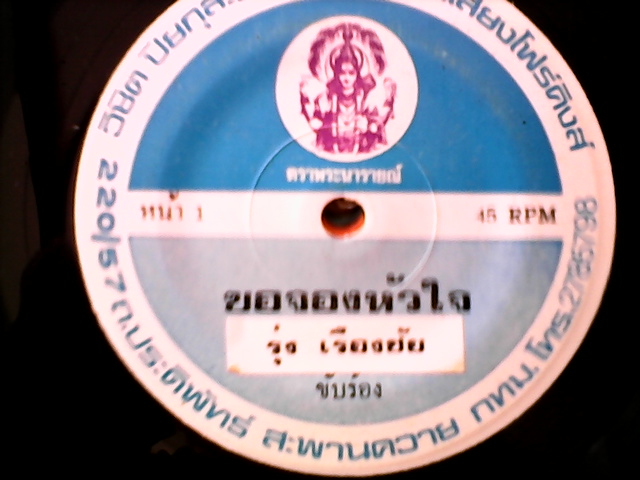 วิชิต ปิยกุล
เสียงโฟร์คิงส์
220/57 ถ.ประดิพัทธ์ สะพานควาย กทม. โทร.2785798
ตราพระนารายณ์
หน้า 1
45 RPM
ขอจองหัวใจ
รุ่ง เรืองยัย
ขับร้อง